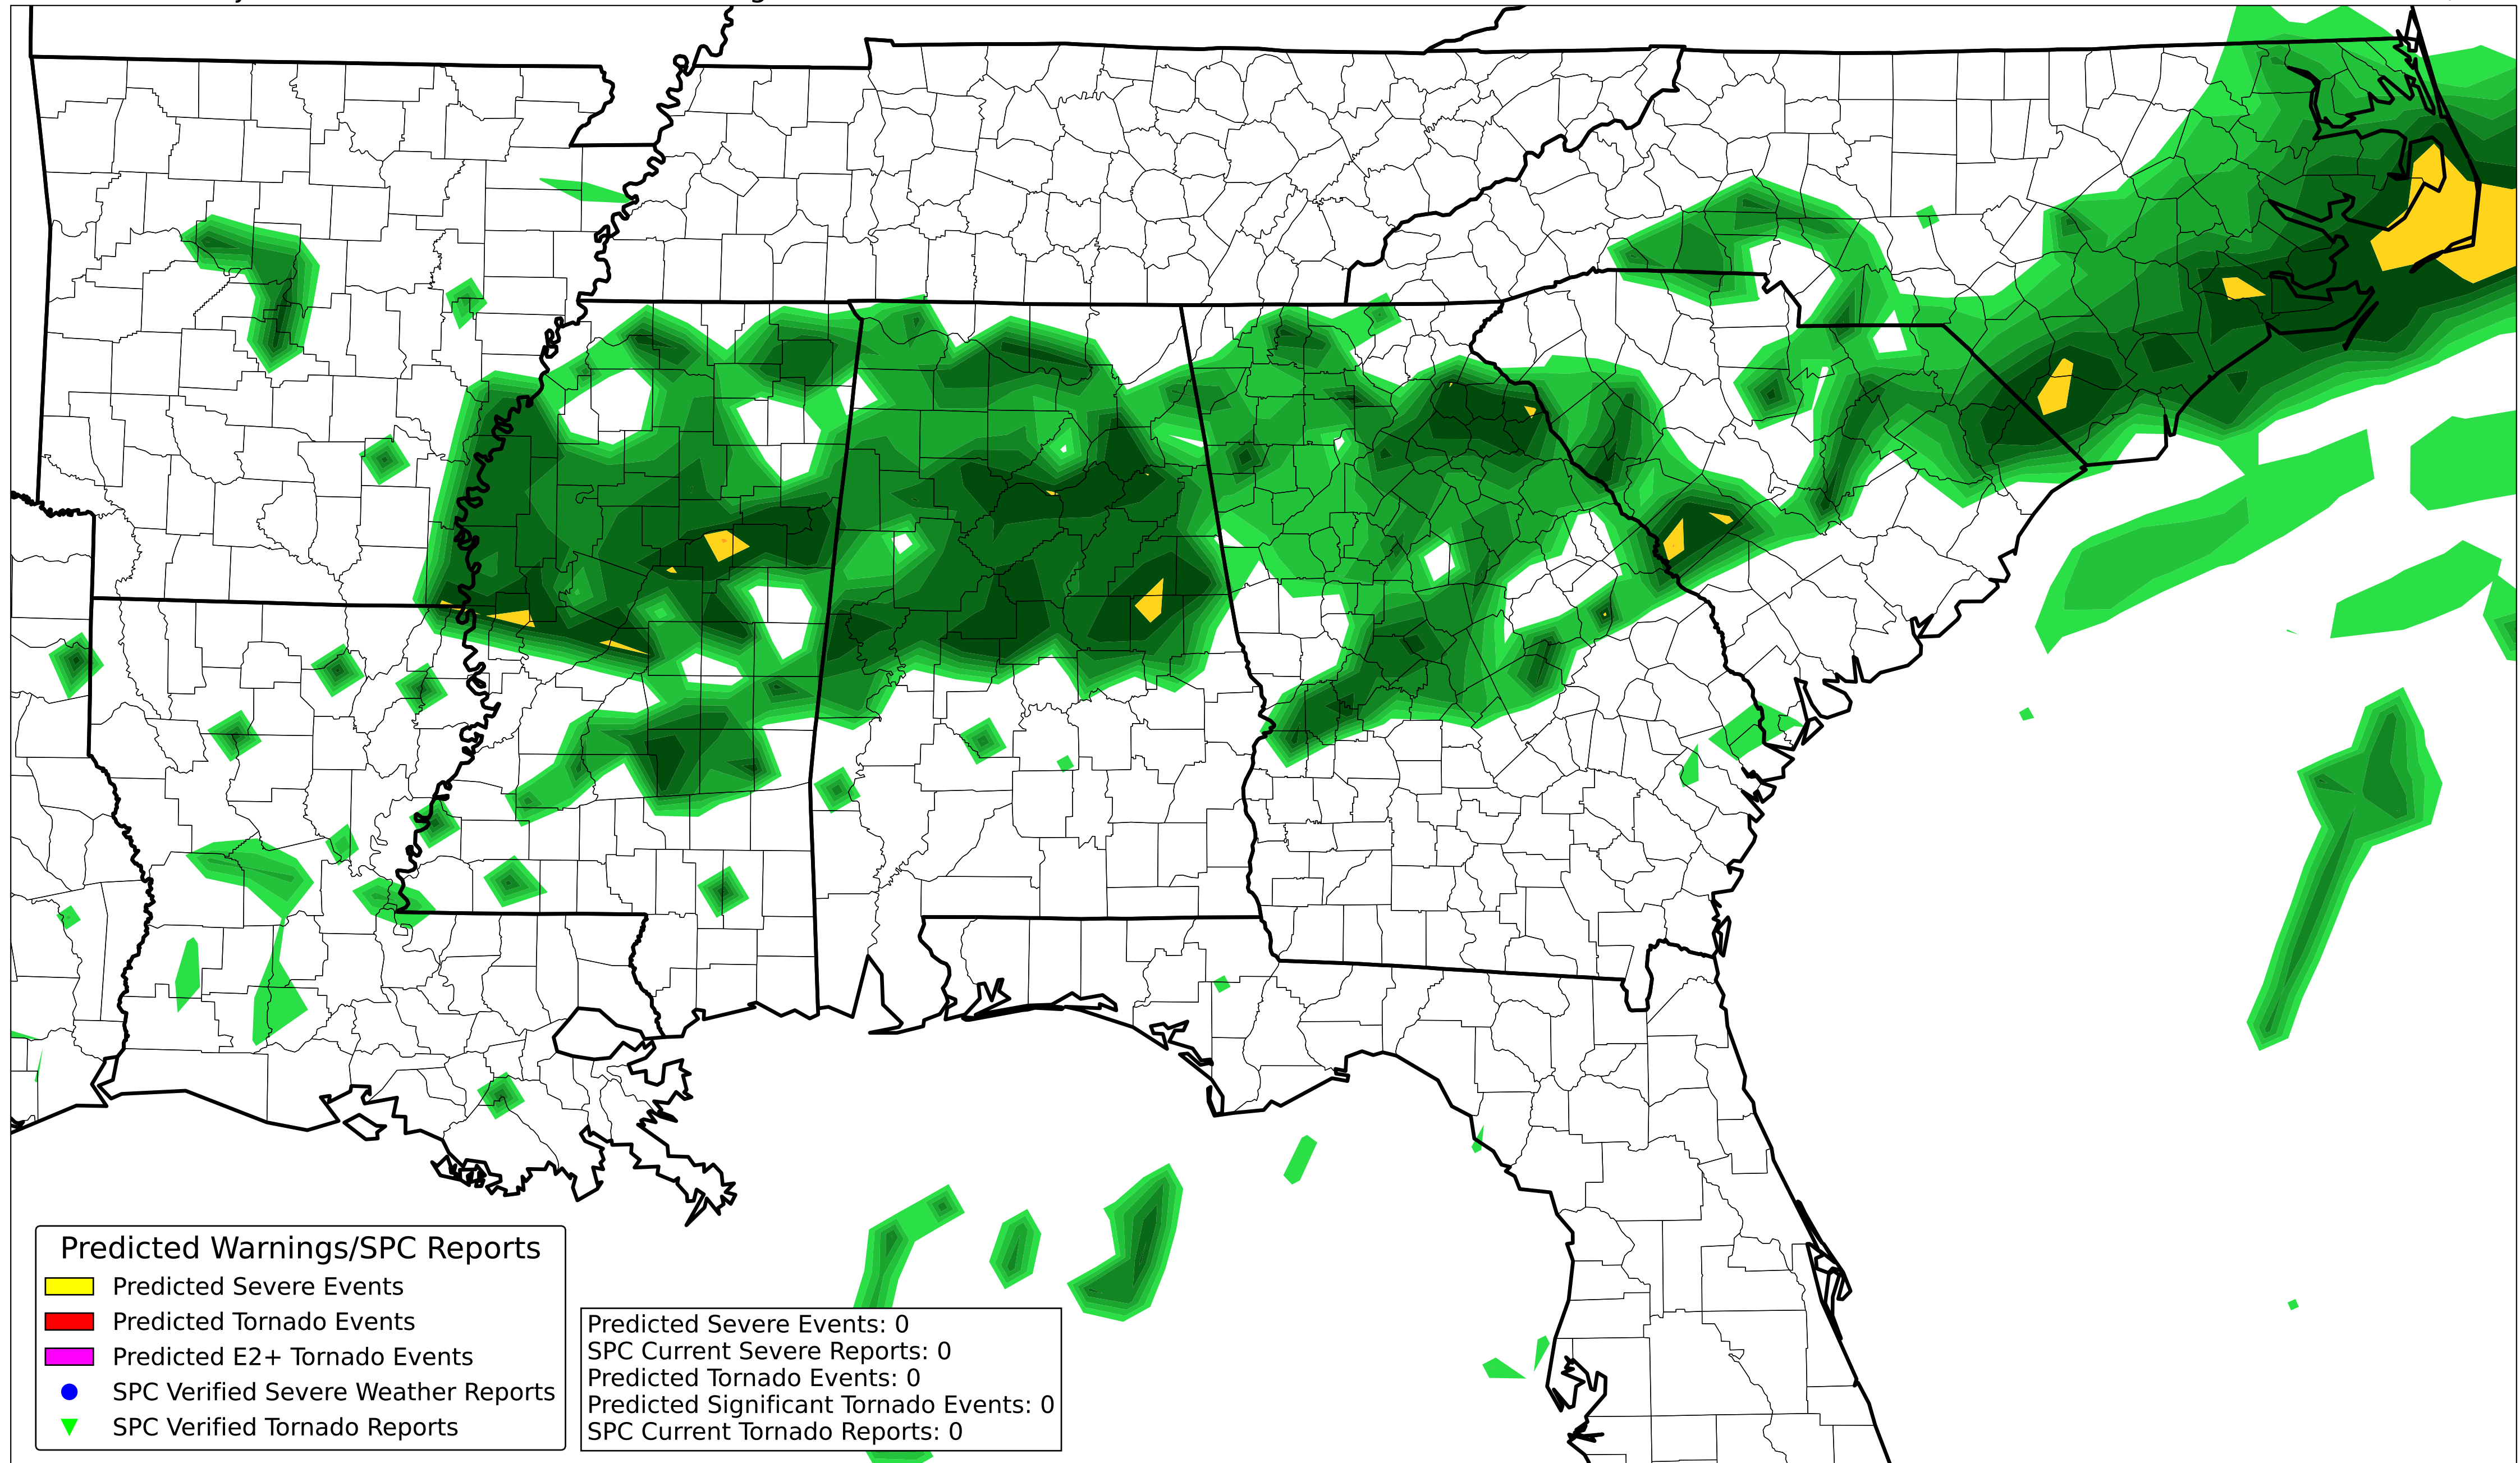 Predicted Warnings/SPC Reports
Predicted Severe Events
Predicted Tornado Events
Predicted E2+ Tornado Events
SPC Verified Severe Weather Reports
SPC Verified Tornado Reports
Predicted Severe Events: 0
SPC Current Severe Reports: 0
Predicted Tornado Events: 0
Predicted Significant Tornado Events: 0
SPC Current Tornado Reports: 0